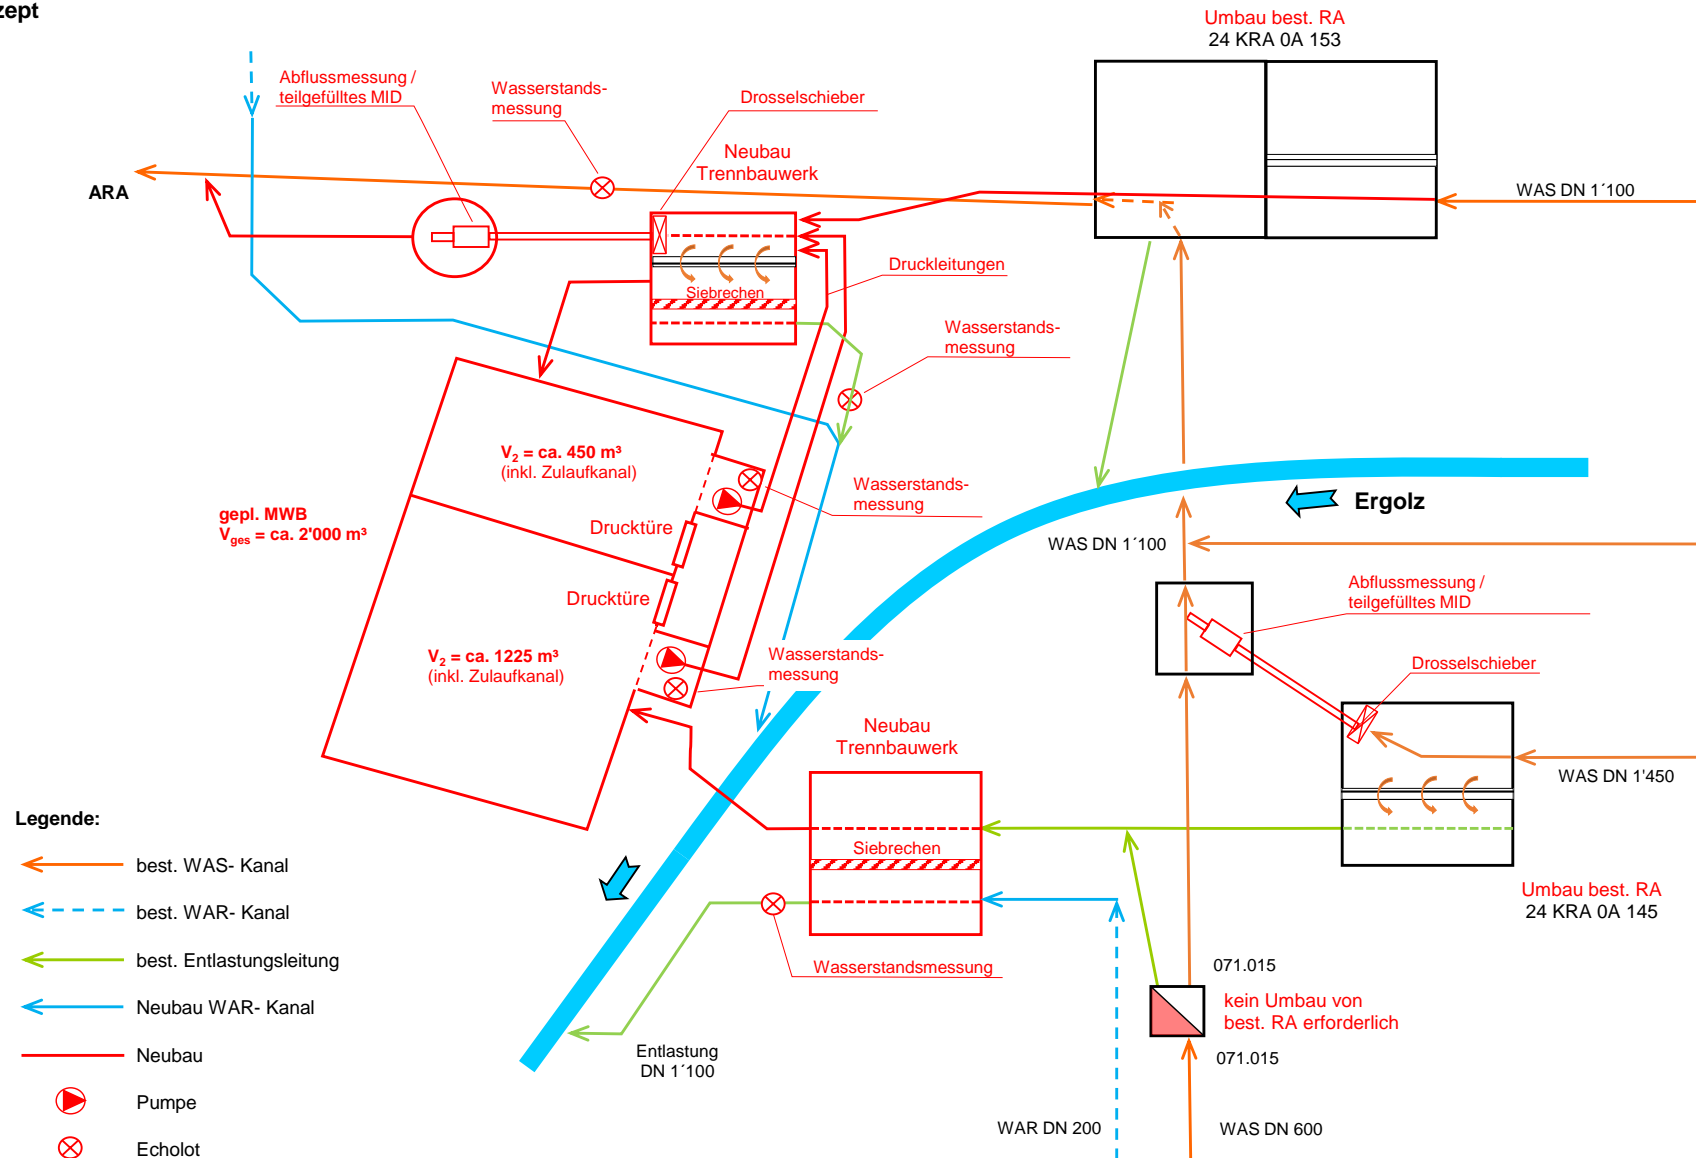 zept
Umbau best. RA
24 KRA 0A 153
Abflussmessung /
teilgefülltes MID
Wasserstands-
messung
Drosselschieber
Neubau
Trennbauwerk
ARA
WAS DN 1´100
Druckleitungen
Siebrechen
Wasserstands-
messung
V2 = ca. 450 m³
(inkl. Zulaufkanal)
Wasserstands-
messung
Ergolz
gepl. MWB
Vges = ca. 2'000 m³
Drucktüre
WAS DN 1´100
Drucktüre
Abflussmessung /
teilgefülltes MID
V2 = ca. 1225 m³
(inkl. Zulaufkanal)
Wasserstands-
messung
Drosselschieber
Neubau
Trennbauwerk
WAS DN 1'450
Legende:
best. WAS- Kanal
best. WAR- Kanal
best. Entlastungsleitung
Neubau WAR- Kanal
Neubau
Pumpe
Echolot
Siebrechen
Umbau best. RA
24 KRA 0A 145
Wasserstandsmessung
071.015
kein Umbau von
best. RA erforderlich
071.015
Entlastung
DN 1´100
WAR DN 200
WAS DN 600